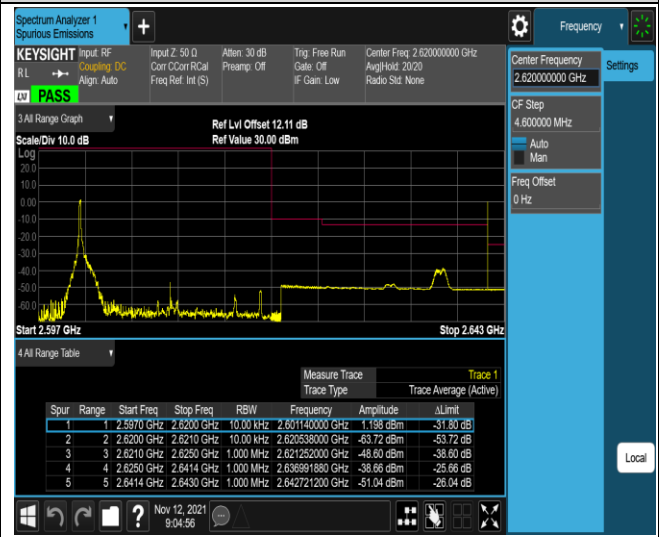 Spectrum Analyzer 1
Spurious Emissions
+
Frequency
KEYSIGHT Input: RF Input Z: 50 Ω Atten: 30 dB Trig: Free Run Center Freq: 2.620000000 GHz
RL Coupling: DC Corr CCorr RCal Preamp: Off Gate: Off Avg|Hold: 20/20
Align: Auto Freq Ref: Int (S) IF Gain: Low Radio Std: None
LXI PASS
Center Frequency
2.620000000 GHz
Settings
CF Step
4.600000 MHz
Auto
Man
Freq Offset
0 Hz
3 All Range Graph
Ref Lvl Offset 12.11 dB
Scale/Div 10.0 dB Ref Value 30.00 dBm
Log
20.0
10.0
0.00
-10.0
-20.0
-30.0
-40.0
-50.0
-60.0
Start 2.597 GHz Stop 2.643 GHz
4 All Range Table
Measure Trace Trace 1
Trace Type Trace Average (Active)
Spur Range Start Freq Stop Freq RBW Frequency Amplitude ΔLimit
1 1 2.5970 GHz 2.6200 GHz 10.00 kHz 2.601140000 GHz 1.198 dBm -31.80 dB
2 2 2.6200 GHz 2.6210 GHz 10.00 kHz 2.620538000 GHz -63.72 dBm -53.72 dB
3 3 2.6210 GHz 2.6250 GHz 1.000 MHz 2.621252000 GHz -48.60 dBm -38.60 dB
4 4 2.6250 GHz 2.6414 GHz 1.000 MHz 2.636991880 GHz -38.66 dBm -25.66 dB
5 5 2.6414 GHz 2.6430 GHz 1.000 MHz 2.642721200 GHz -51.04 dBm -26.04 dB
Local
? Nov 12, 2021
9:04:56